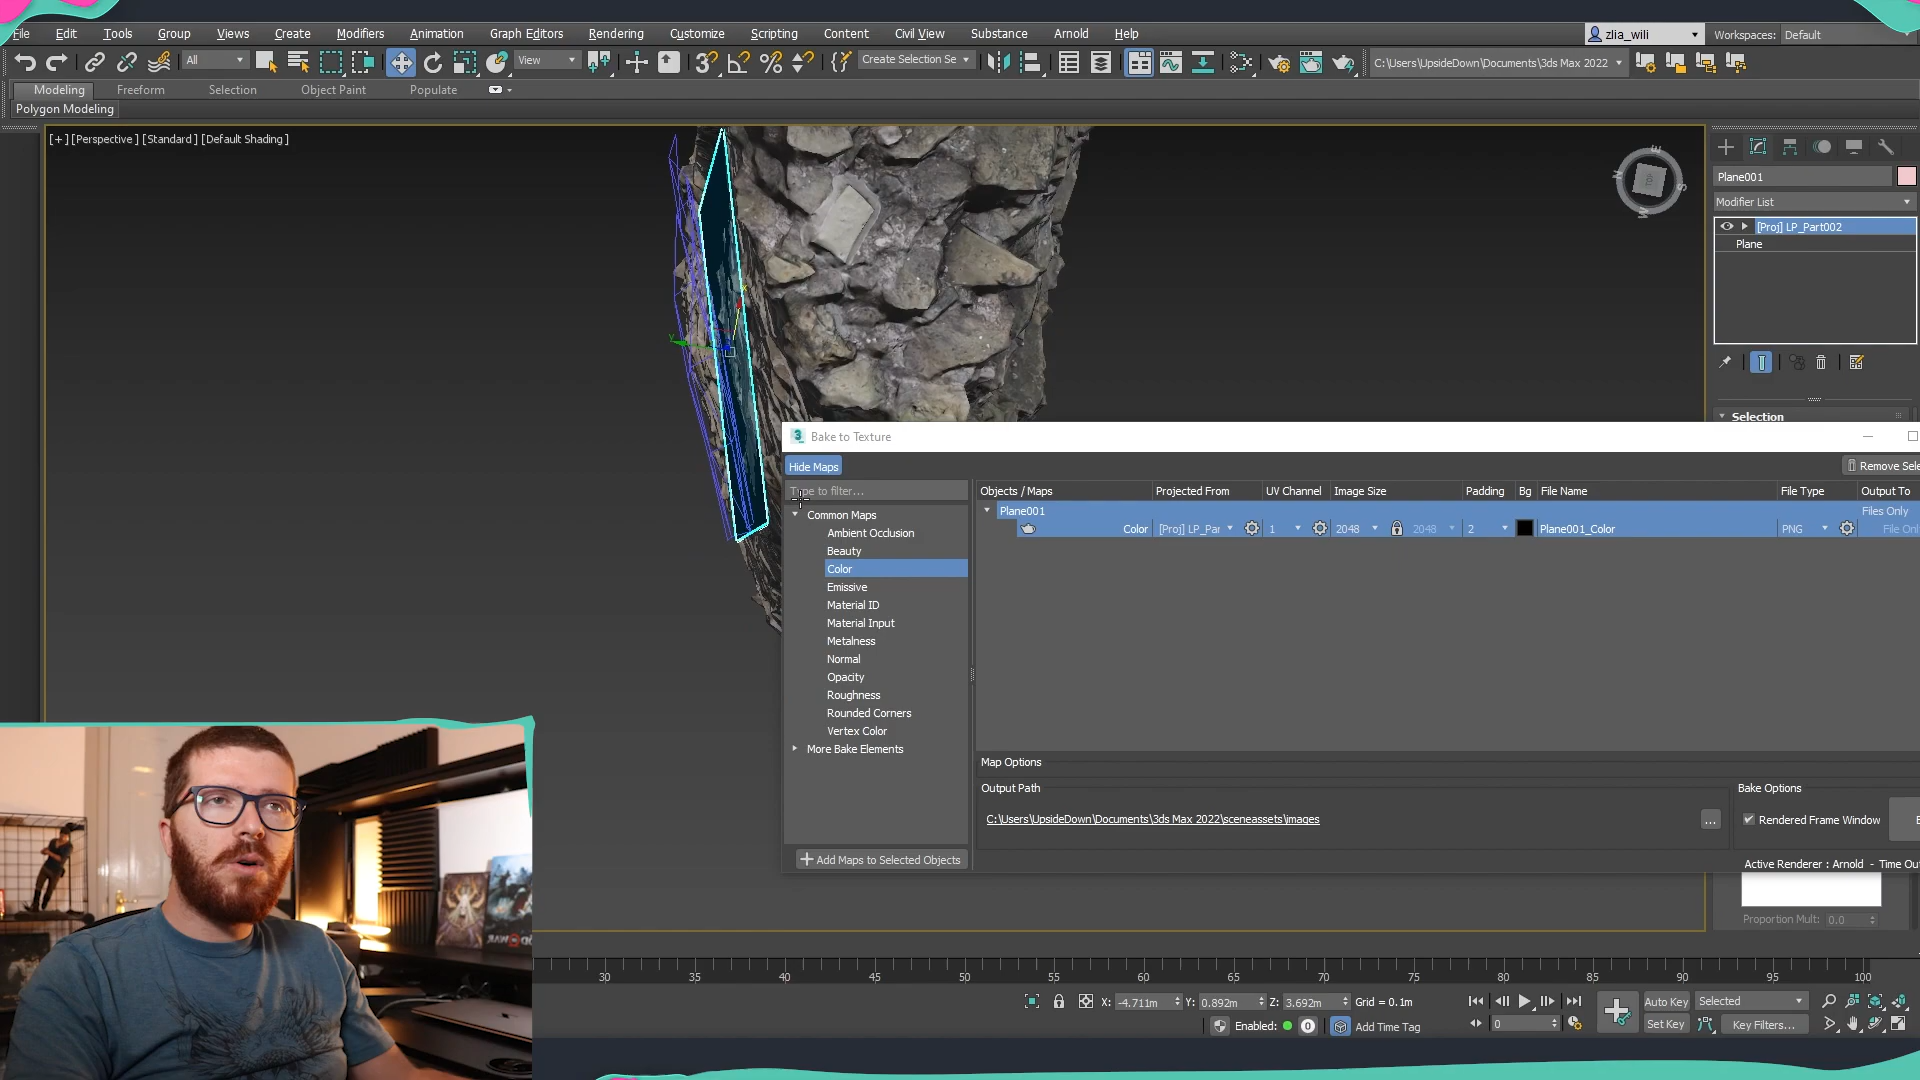 File Edit Tools Group Views Create Modifiers Animation Graph Editors Rendering Customize Scripting Content Civil View Substance Arnold Help zlia_wili Workspaces: Default
All View Create Selection Se C:\Users\UpsideDown\Documents\3ds Max 2022
Modeling Freeform Selection Object Paint Populate
Polygon Modeling
[+] [Perspective] [Standard] [Default Shading]
Plane001
Modifier List
[Proj] LP_Part002
Plane
Selection
3 Bake to Texture
Hide Maps Remove Sele
Type to filter... Objects / Maps Projected From UV Channel Image Size Padding Bg File Name File Type Output To
Common Maps Plane001 Files Only
Ambient Occlusion Color [Proj] LP_Par 1 2048 2048 2 Plane001_Color PNG File Onl
Beauty
Color
Emissive
Material ID
Material Input
Metalness
Normal
Opacity
Roughness
Rounded Corners
Vertex Color
More Bake Elements
Map Options
Output Path Bake Options
C:\Users\UpsideDown\Documents\3ds Max 2022\sceneassets\images ... Rendered Frame Window
Add Maps to Selected Objects Active Renderer : Arnold - Time Out
Proportion Mult: 0,0
30 35 40 45 50 55 60 65 70 75 80 85 90 95 100
X: -4.711m Y: 0.892m Z: 3.692m Grid = 0.1m Auto Key Selected
Enabled: 0 Add Time Tag 0 Set Key Key Filters...